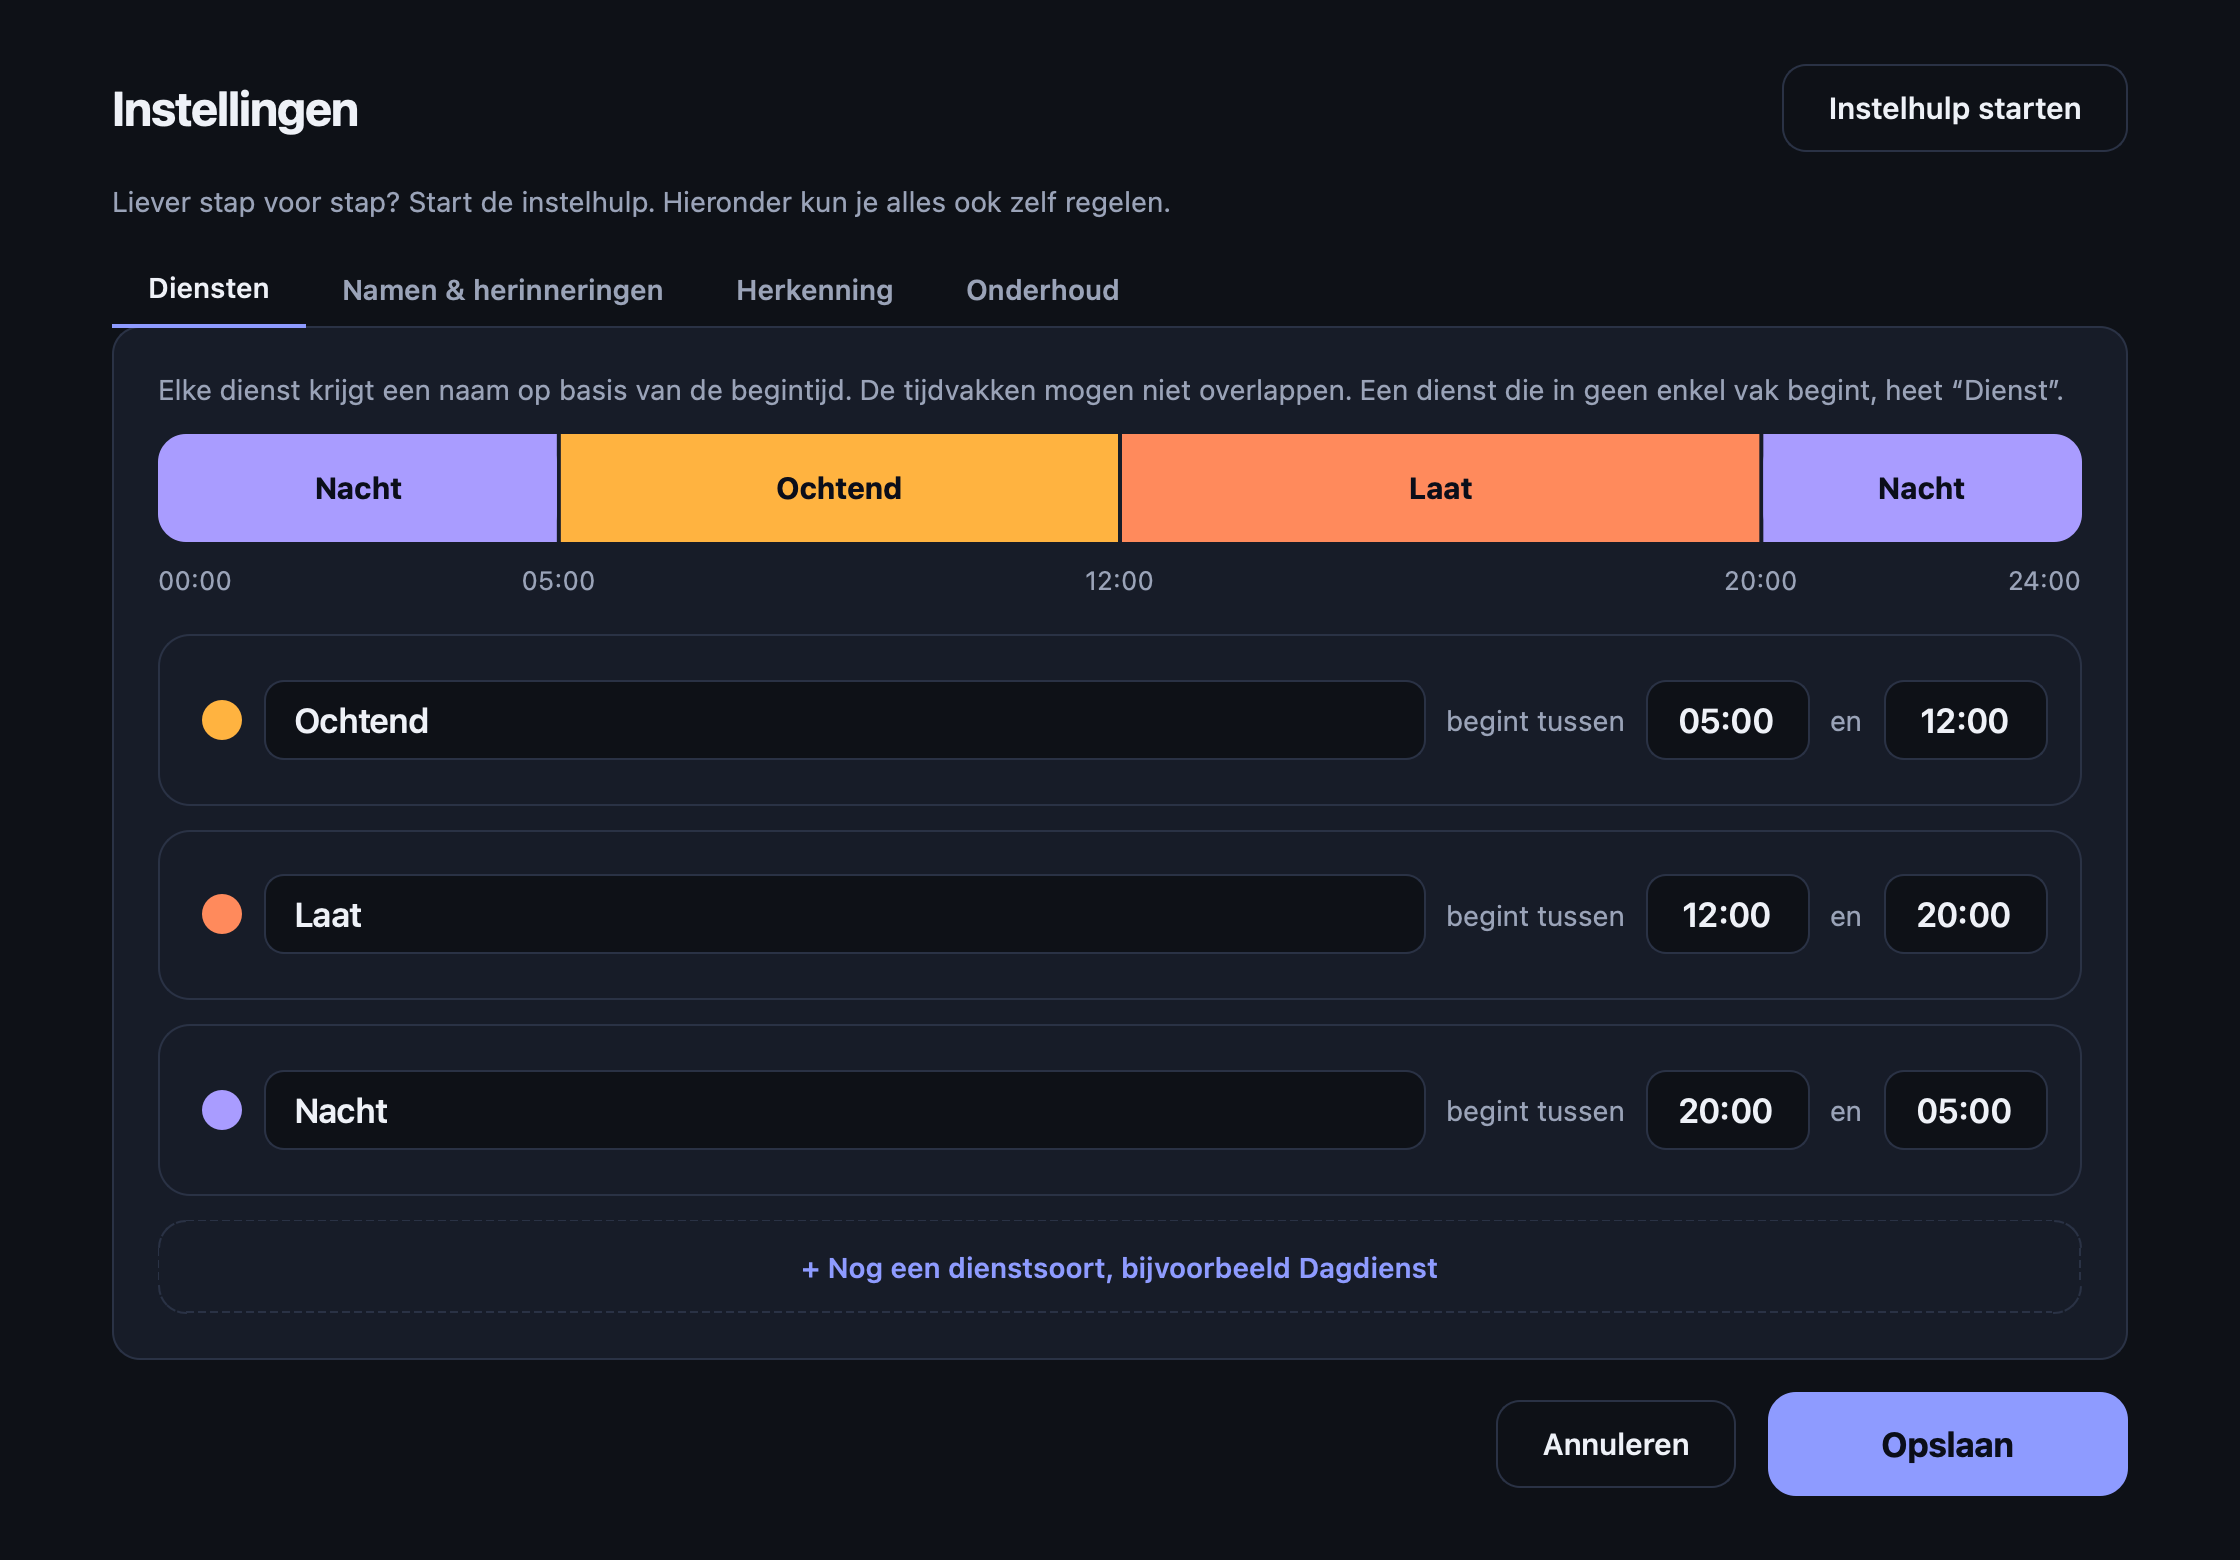 Instellingen
Instelhulp starten
Liever stap voor stap? Start de instelhulp. Hieronder kun je alles ook zelf regelen.
Diensten Namen & herinneringen Herkenning Onderhoud
Elke dienst krijgt een naam op basis van de begintijd. De tijdvakken mogen niet overlappen. Een dienst die in geen enkel vak begint, heet “Dienst”.
Nacht Ochtend Laat Nacht
00:00 05:00 12:00 20:00 24:00
Ochtend begint tussen 05:00 en 12:00
Laat begint tussen 12:00 en 20:00
Nacht begint tussen 20:00 en 05:00
+ Nog een dienstsoort, bijvoorbeeld Dagdienst
Annuleren Opslaan